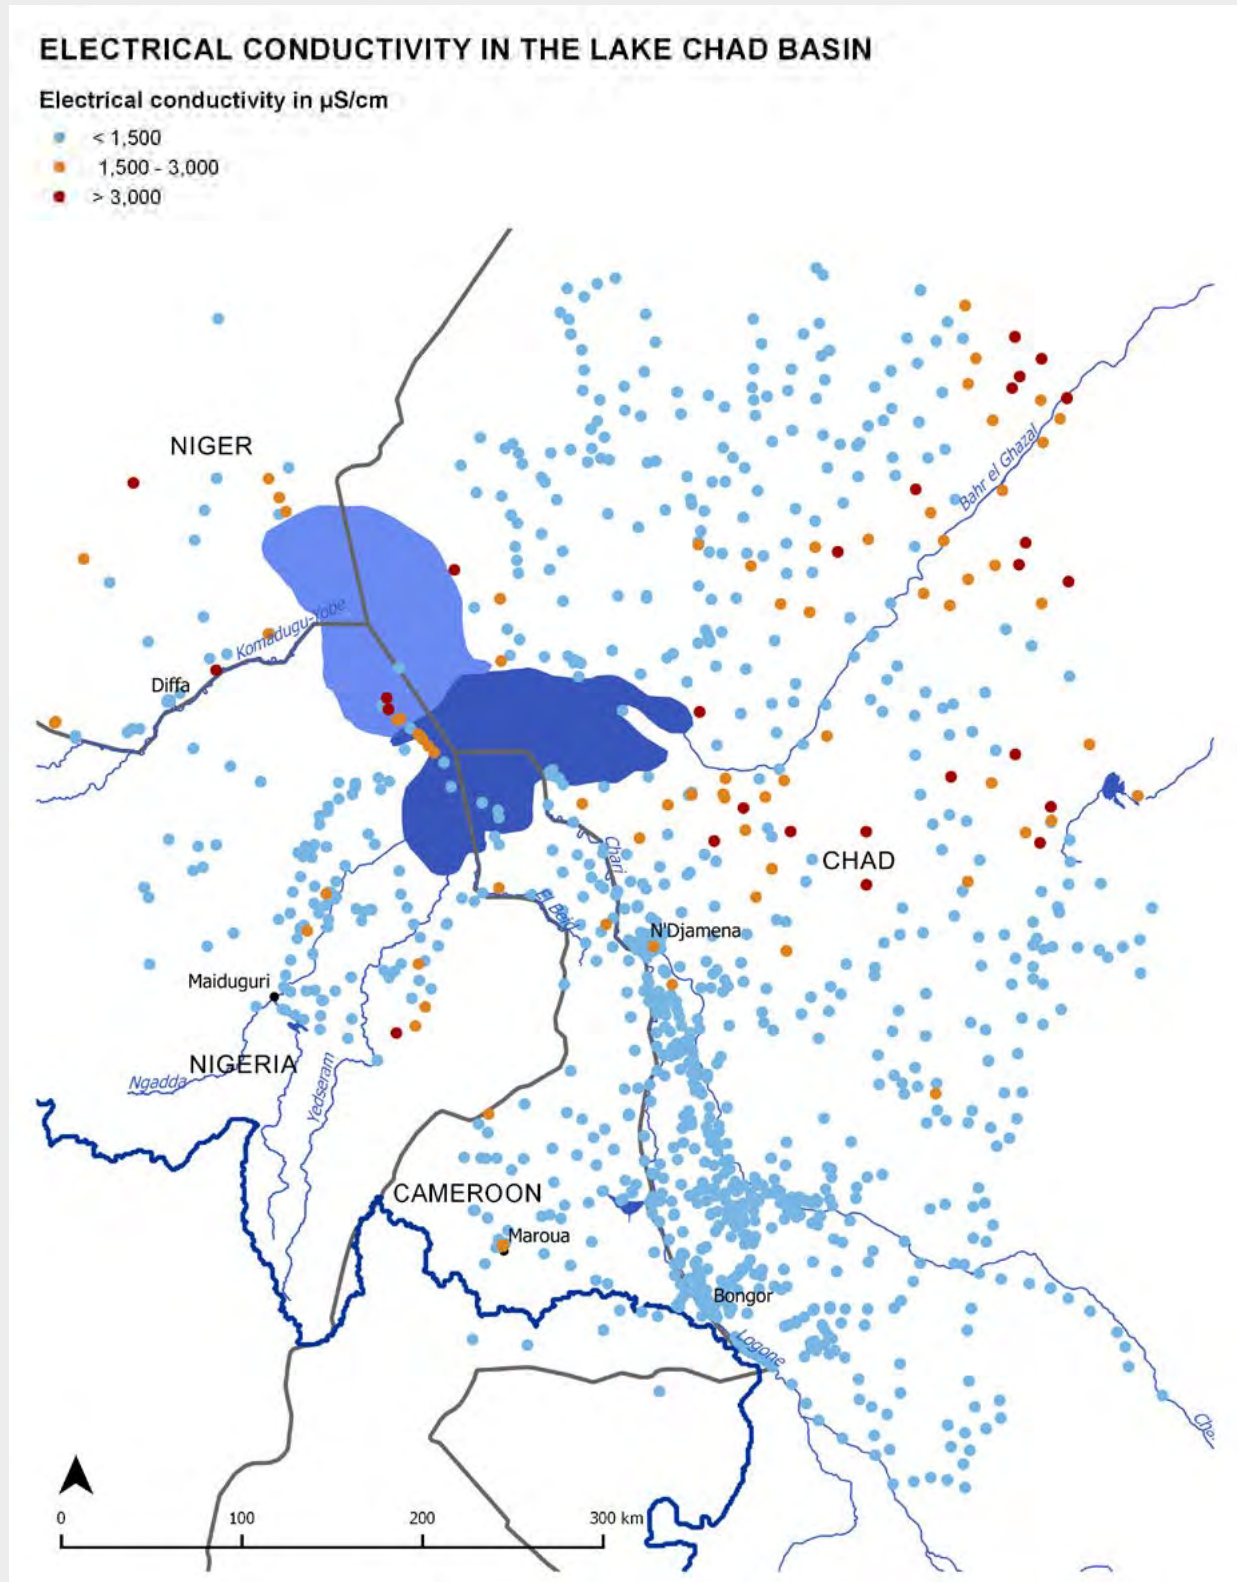 ELECTRICAL CONDUCTIVITY IN THE LAKE CHAD BASIN
Electrical conductivity in µS/cm
< 1,500
1,500 - 3,000
> 3,000
NIGER
Bahr el Ghazal
Komadugu-Yobe
Diffa
Chari
CHAD
El Beid
N'Djamena
Maiduguri
NIGERIA
Ngadda
Yedseram
CAMEROON
Maroua
Bongor
Logone
Cha.
0 100 200 300 km